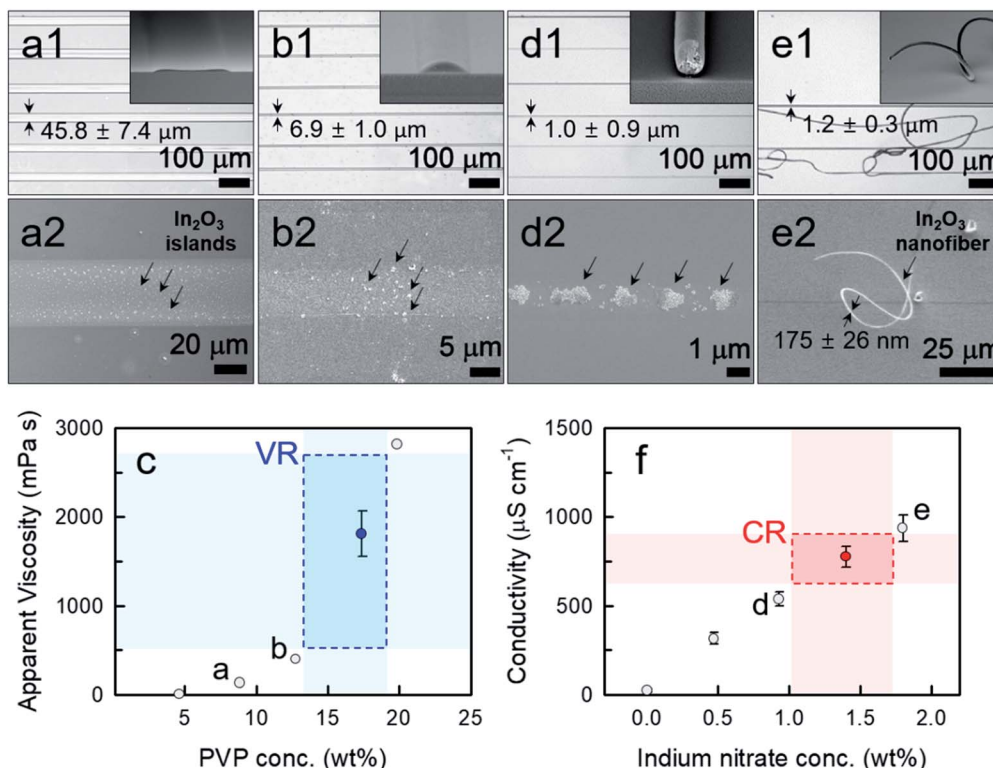 a1
45.8 ± 7.4 μm
100 μm
b1
6.9 ± 1.0 μm
100 μm
d1
1.0 ± 0.9 μm
100 μm
e1
1.2 ± 0.3 μm
100 μm
a2
In₂O₃
islands
20 μm
b2
5 μm
d2
1 μm
e2
In₂O₃
nanofiber
175 ± 26 nm
25 μm
c
VR
a
b
Apparent Viscosity (mPa s)
3000
2000
1000
0
5
10
15
20
25
PVP conc. (wt%)
f
CR
d
e
Conductivity (μS cm⁻¹)
1500
1000
500
0
0.0
0.5
1.0
1.5
2.0
Indium nitrate conc. (wt%)